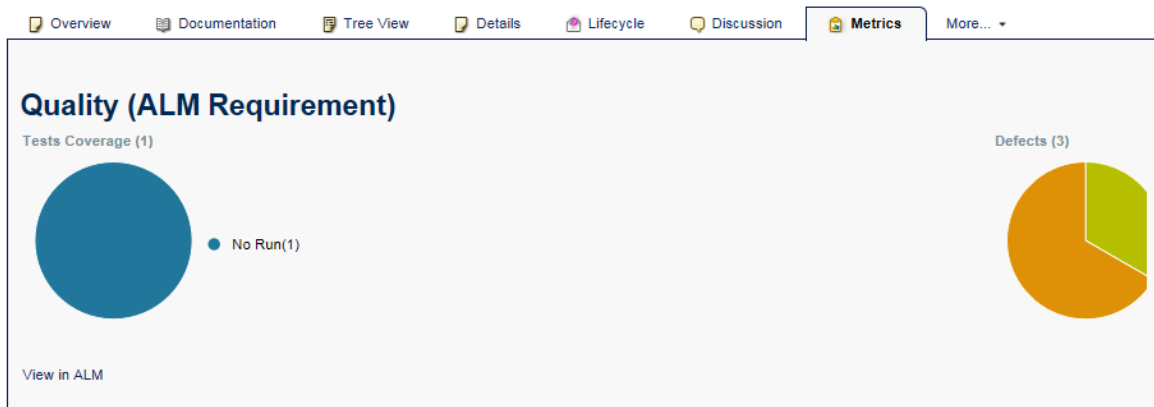 Overview Documentation Tree View Details Lifecycle Discussion Metrics More...
Quality (ALM Requirement)
Tests Coverage (1) Defects (3)
No Run(1)
View in ALM